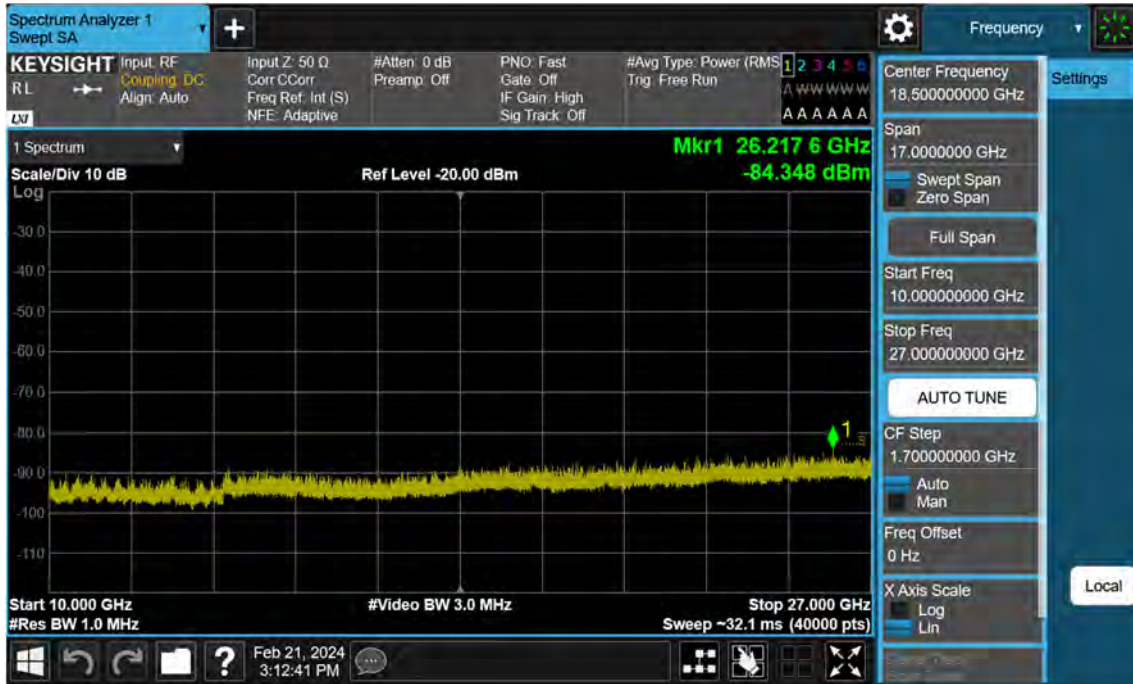 Spectrum Analyzer 1
Swept SA
Frequency
KEYSIGHT
RL
LXI
Input: RF
Coupling: DC
Align: Auto
Input Z: 50 Ω
Corr CCorr
Freq Ref: Int (S)
NFE: Adaptive
#Atten: 0 dB
Preamp: Off
PNO: Fast
Gate: Off
IF Gain: High
Sig Track: Off
#Avg Type: Power (RMS
Trig: Free Run
1 2 3 4 5 6
A W W W W W
A A A A A A
1 Spectrum
Scale/Div 10 dB
Ref Level -20.00 dBm
Mkr1 26.217 6 GHz
-84.348 dBm
Log
-30.0
-40.0
-50.0
-60.0
-70.0
-80.0
-90.0
-100
-110
1
Start 10.000 GHz
#Video BW 3.0 MHz
Stop 27.000 GHz
#Res BW 1.0 MHz
Sweep ~32.1 ms (40000 pts)
Feb 21, 2024
3:12:41 PM
Center Frequency
18.500000000 GHz
Settings
Span
17.0000000 GHz
Swept Span
Zero Span
Full Span
Start Freq
10.000000000 GHz
Stop Freq
27.000000000 GHz
AUTO TUNE
CF Step
1.700000000 GHz
Auto
Man
Freq Offset
0 Hz
X Axis Scale
Log
Lin
Local